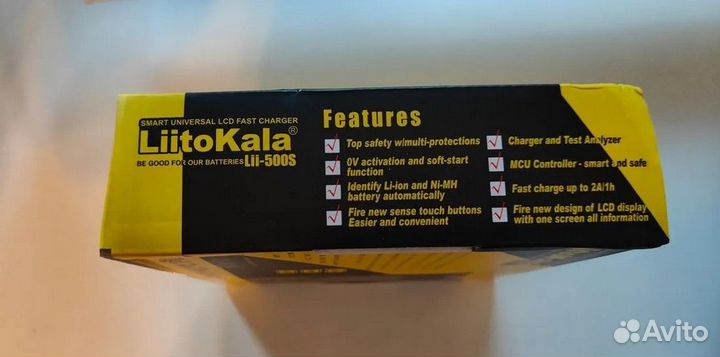 SMART UNIVERSAL LCD FAST CHARGER
LiitoKala®
BE GOOD FOR OUR BATTERIES Lii-500S
Features
Top safety w/multi-protections
0V activation and soft-start
function
Identify Li-ion and Ni-MH
battery automatically
Fire new sense touch buttons
Easier and convenient
Charger and Test Analyzer
MCU Controller - smart and safe
Fast charge up to 2A/1h
Fire new design of LCD display
with one screen all information
Avito